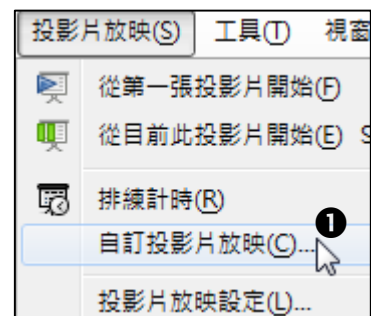 投影片放映(S) 工具(T) 視窗
從第一張投影片開始(F)
從目前此投影片開始(E) S
排練計時(R)
自訂投影片放映(C)... 1
投影片放映設定(L)...